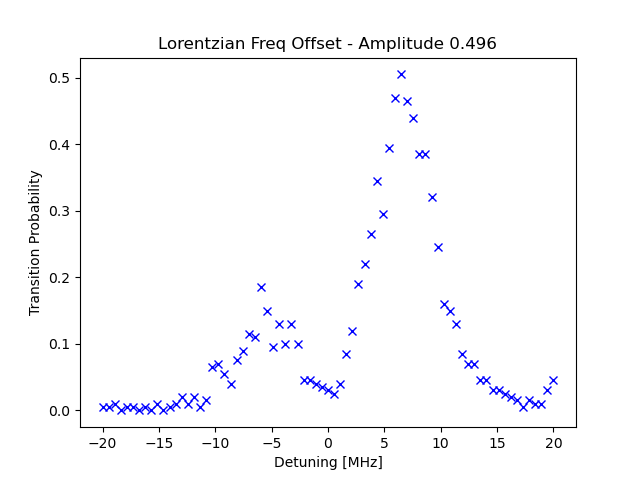 Lorentzian Freq Offset - Amplitude 0.496
Transition Probability
0.5
0.4
0.3
0.2
0.1
0.0
−20 −15 −10 −5 0 5 10 15 20
Detuning [MHz]